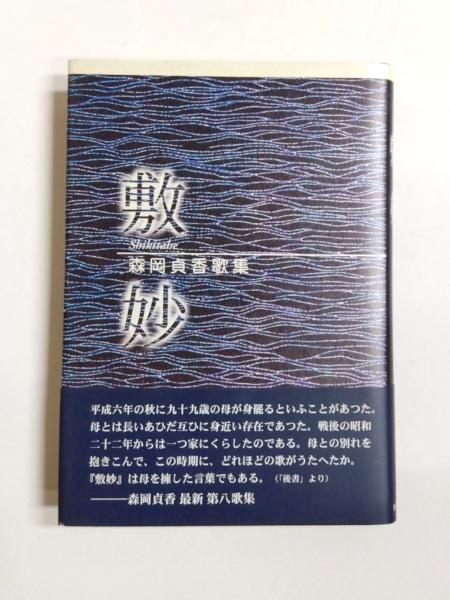 敷妙
Shikitahe
森岡貞香歌集
平成六年の秋に九十九歳の母が身罷るといふことがあつた。
母とは長いあひだ互ひに身近い存在であつた。戦後の昭和
二十二年からは一つ家にくらしたのである。母との別れを
抱きこんで、この時期に、どれほどの歌がうたへたか。
『敷妙』は母を擁した言葉でもある。（「後書」より）
———森岡貞香 最新 第八歌集